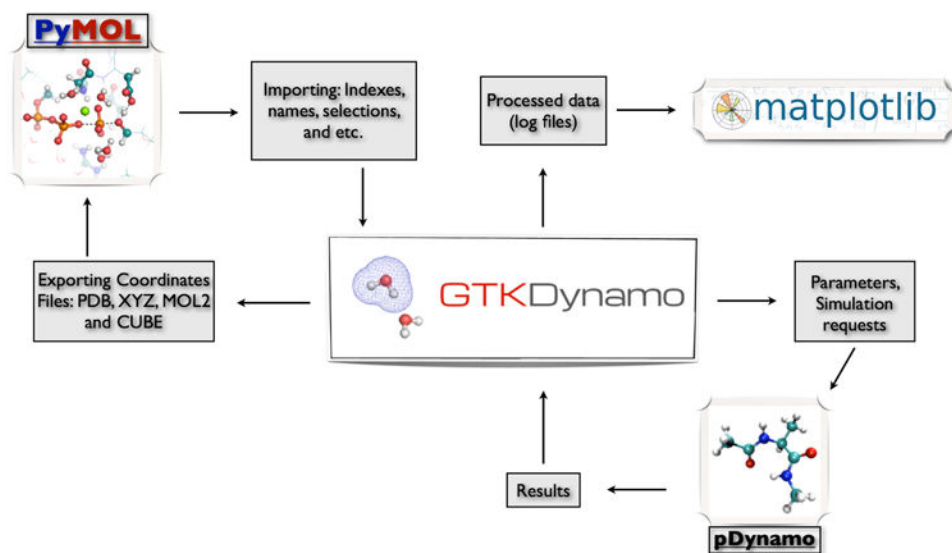 PyMOL
Importing: Indexes,
names, selections,
and etc.
Processed data
(log files)
matplotlib
Exporting Coordinates
Files: PDB, XYZ, MOL2
and CUBE
GTKDynamo
Parameters,
Simulation
requests
Results
pDynamo